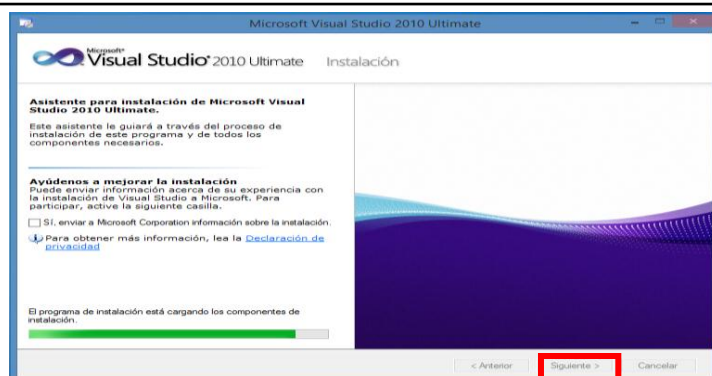 Microsoft Visual Studio 2010 Ultimate
Microsoft®
Visual Studio® 2010 Ultimate Instalación
Asistente para instalación de Microsoft Visual
Studio 2010 Ultimate.
Este asistente le guiará a través del proceso de
instalación de este programa y de todos los
componentes necesarios.
Ayúdenos a mejorar la instalación
Puede enviar información acerca de su experiencia con
la instalación de Visual Studio a Microsoft. Para
participar, active la siguiente casilla.
Sí, enviar a Microsoft Corporation información sobre la instalación.
Para obtener más información, lea la Declaración de
privacidad
El programa de instalación está cargando los componentes de
instalación.
< Anterior Siguiente > Cancelar